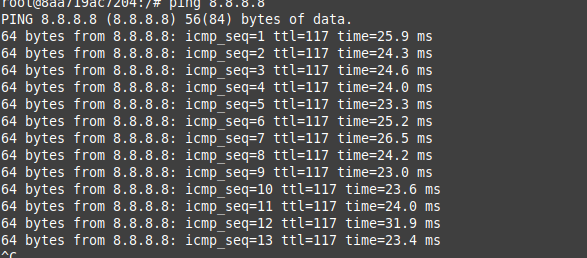 root@8aa719ac7204:/# ping 8.8.8.8
PING 8.8.8.8 (8.8.8.8) 56(84) bytes of data.
64 bytes from 8.8.8.8: icmp_seq=1 ttl=117 time=25.9 ms
64 bytes from 8.8.8.8: icmp_seq=2 ttl=117 time=24.3 ms
64 bytes from 8.8.8.8: icmp_seq=3 ttl=117 time=24.6 ms
64 bytes from 8.8.8.8: icmp_seq=4 ttl=117 time=24.0 ms
64 bytes from 8.8.8.8: icmp_seq=5 ttl=117 time=23.3 ms
64 bytes from 8.8.8.8: icmp_seq=6 ttl=117 time=25.2 ms
64 bytes from 8.8.8.8: icmp_seq=7 ttl=117 time=26.5 ms
64 bytes from 8.8.8.8: icmp_seq=8 ttl=117 time=24.2 ms
64 bytes from 8.8.8.8: icmp_seq=9 ttl=117 time=23.0 ms
64 bytes from 8.8.8.8: icmp_seq=10 ttl=117 time=23.6 ms
64 bytes from 8.8.8.8: icmp_seq=11 ttl=117 time=24.0 ms
64 bytes from 8.8.8.8: icmp_seq=12 ttl=117 time=31.9 ms
64 bytes from 8.8.8.8: icmp_seq=13 ttl=117 time=23.4 ms
^C